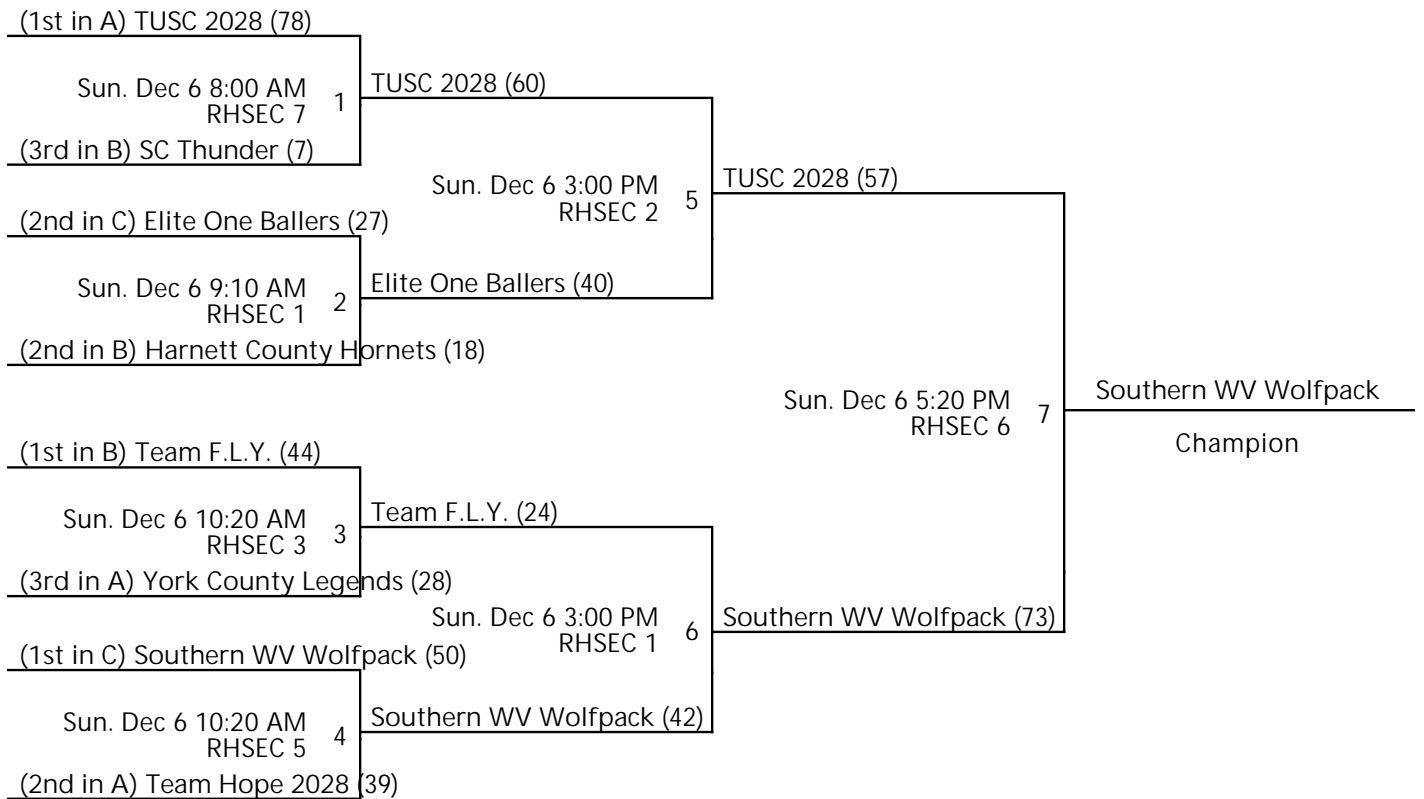 (1st in A) TUSC 2028 (78)
Sun. Dec 6 8:00 AM
RHSEC 7
1
(3rd in B) SC Thunder (7)
TUSC 2028 (60)
(2nd in C) Elite One Ballers (27)
Sun. Dec 6 9:10 AM
RHSEC 1
2
(2nd in B) Harnett County Hornets (18)
Elite One Ballers (40)
Sun. Dec 6 3:00 PM
RHSEC 2
5
TUSC 2028 (57)
(1st in B) Team F.L.Y. (44)
Sun. Dec 6 10:20 AM
RHSEC 3
3
(3rd in A) York County Legends (28)
Team F.L.Y. (24)
(1st in C) Southern WV Wolfpack (50)
Sun. Dec 6 10:20 AM
RHSEC 5
4
(2nd in A) Team Hope 2028 (39)
Southern WV Wolfpack (42)
Sun. Dec 6 3:00 PM
RHSEC 1
6
Southern WV Wolfpack (73)
Sun. Dec 6 5:20 PM
RHSEC 6
7
Southern WV Wolfpack
Champion